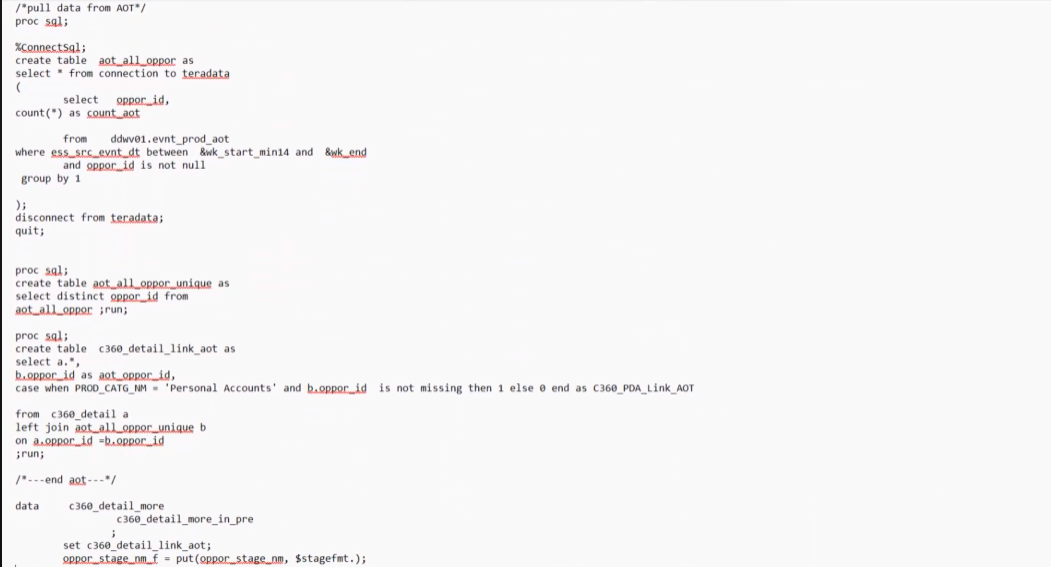 /*pull data from AOT*/
proc sql;
%ConnectSql;
create table  aot_all_oppor as
select * from connection to teradata
(
select   oppor_id,
count(*) as count_aot
from    ddwv01.evnt_prod_aot
where ess_src_evnt_dt between  &wk_start_min14 and  &wk_end
and oppor_id is not null
group by 1
);
disconnect from teradata;
quit;
proc sql;
create table aot_all_oppor_unique as
select distinct oppor_id from
aot_all_oppor ;run;
proc sql;
create table  c360_detail_link_aot as
select a.*,
b.oppor_id as aot_oppor_id,
case when PROD_CATG_NM = 'Personal Accounts' and b.oppor_id  is not missing then 1 else 0 end as C360_PDA_Link_AOT
from  c360_detail a
left join aot_all_oppor_unique b
on a.oppor_id =b.oppor_id
;run;
/*---end aot---*/
data     c360_detail_more
c360_detail_more_in_pre
;
set c360_detail_link_aot;
oppor_stage_nm_f = put(oppor_stage_nm, $stagefmt.);